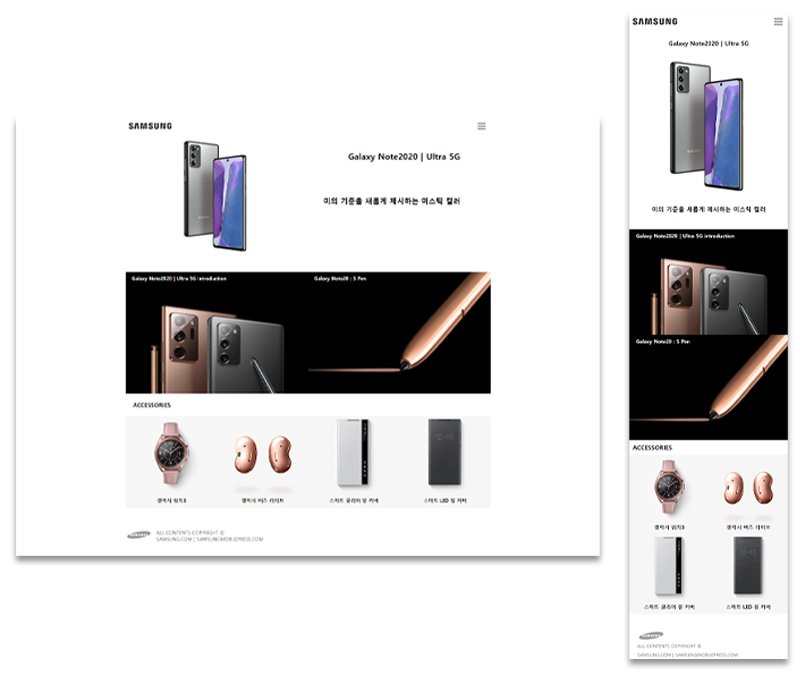 SAMSUNG
Galaxy Note2020 | Ultra 5G
미의 기준을 새롭게 제시하는 미스틱 컬러
Galaxy Note2020 | Ultra 5G introduction
Galaxy Note20 : S Pen
ACCESSORIES
갤럭시 워치3
갤럭시 버즈 라이브
스마트 클리어 뷰 커버
스마트 LED 뷰 커버
SAMSUNG
ALL CONTENTS COPYRIGHT ©
SAMSUNG.COM | SAMSUNGMOBILEPRESS.COM
SAMSUNG
Galaxy Note2020 | Ultra 5G
미의 기준을 새롭게 제시하는 미스틱 컬러
Galaxy Note2020 | Ultra 5G introduction
Galaxy Note20 : S Pen
ACCESSORIES
갤럭시 워치3
갤럭시 버즈 라이브
스마트 클리어 뷰 커버
스마트 LED 뷰 커버
SAMSUNG
ALL CONTENTS COPYRIGHT ©
SAMSUNG.COM | SAMSUNGMOBILEPRESS.COM